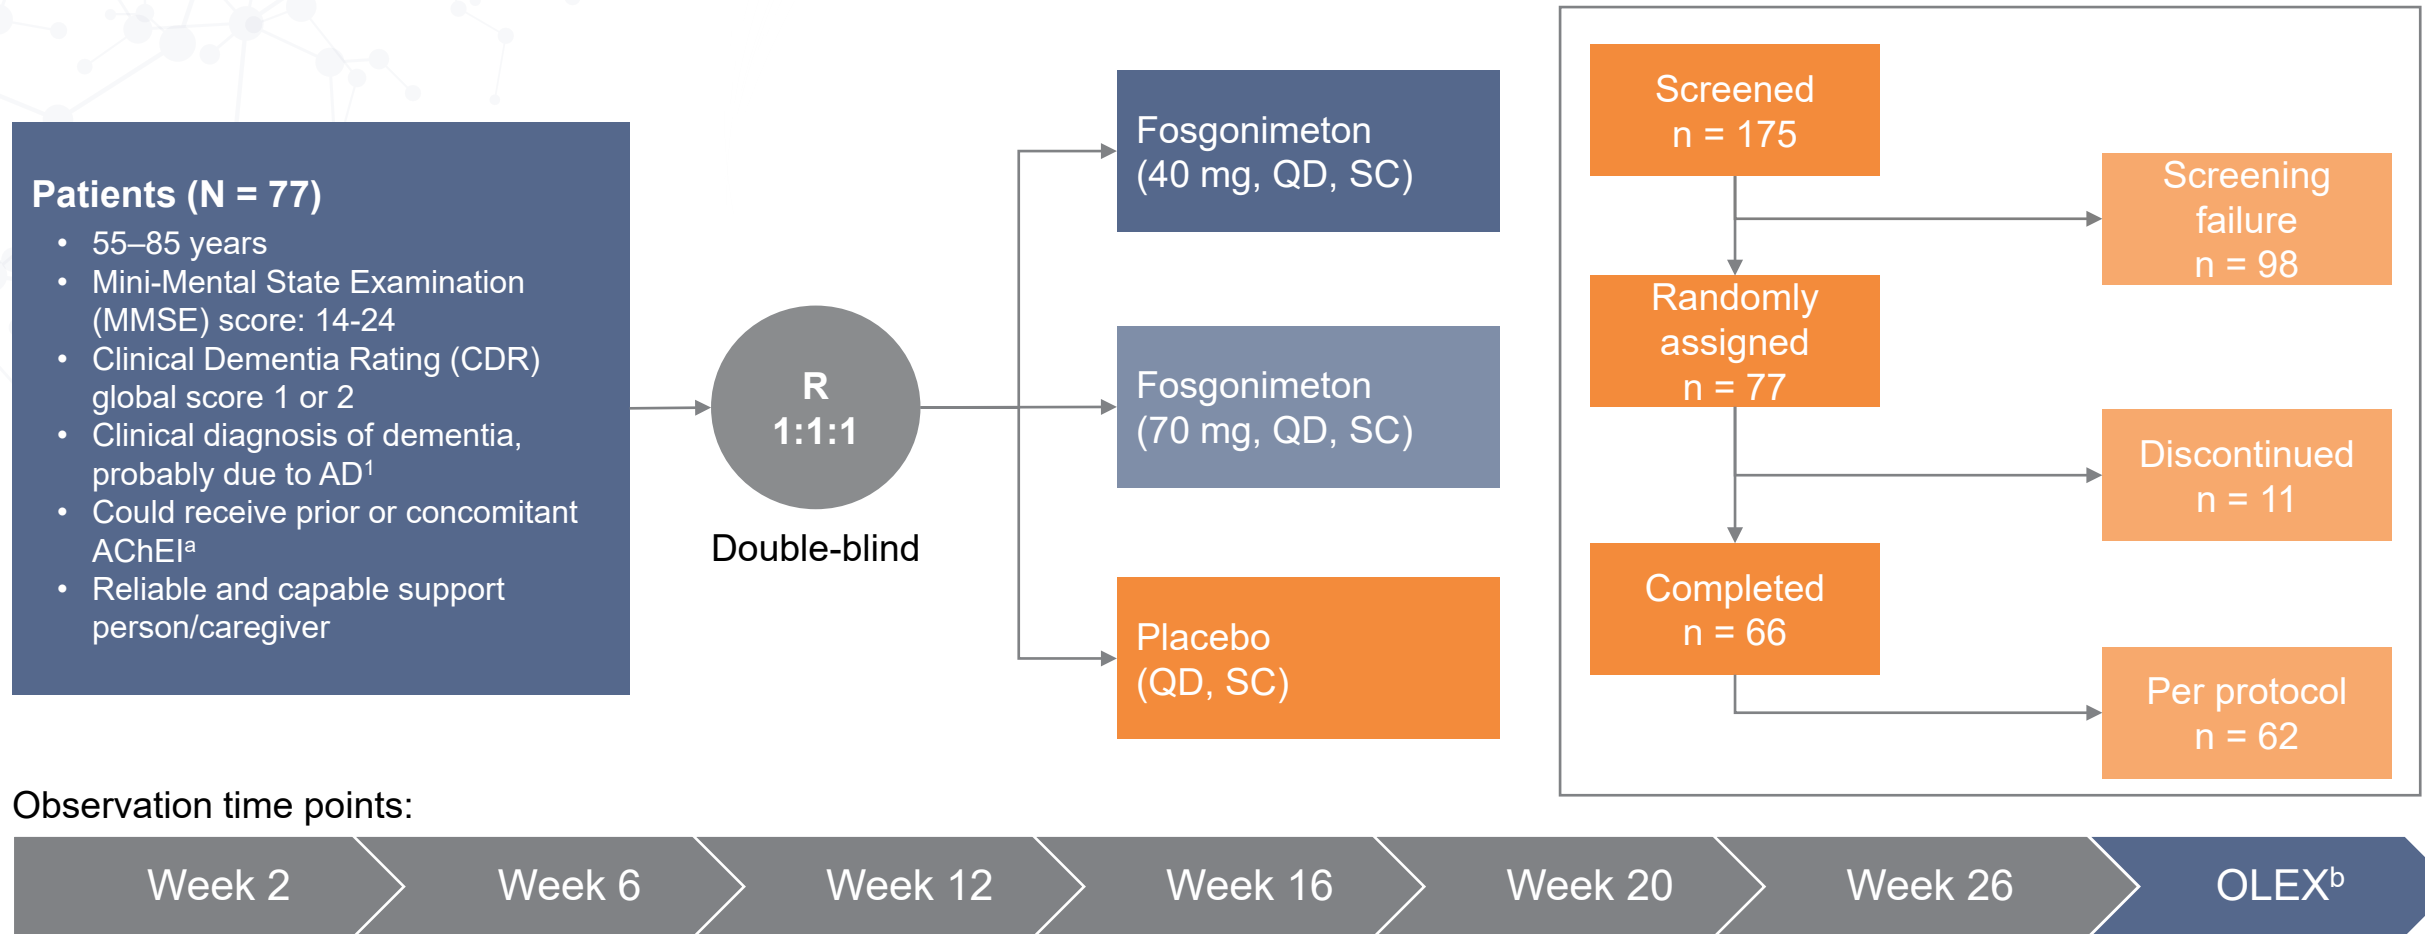 Patients (N = 77)
• 55–85 years
• Mini-Mental State Examination
(MMSE) score: 14-24
• Clinical Dementia Rating (CDR)
global score 1 or 2
• Clinical diagnosis of dementia,
probably due to AD¹
• Could receive prior or concomitant
AChEIᵃ
• Reliable and capable support
person/caregiver
R
1:1:1
Double-blind
Fosgonimeton
(40 mg, QD, SC)
Fosgonimeton
(70 mg, QD, SC)
Placebo
(QD, SC)
Screened
n = 175
Screening
failure
n = 98
Randomly
assigned
n = 77
Discontinued
n = 11
Completed
n = 66
Per protocol
n = 62
Observation time points:
Week 2
Week 6
Week 12
Week 16
Week 20
Week 26
OLEXᵇ